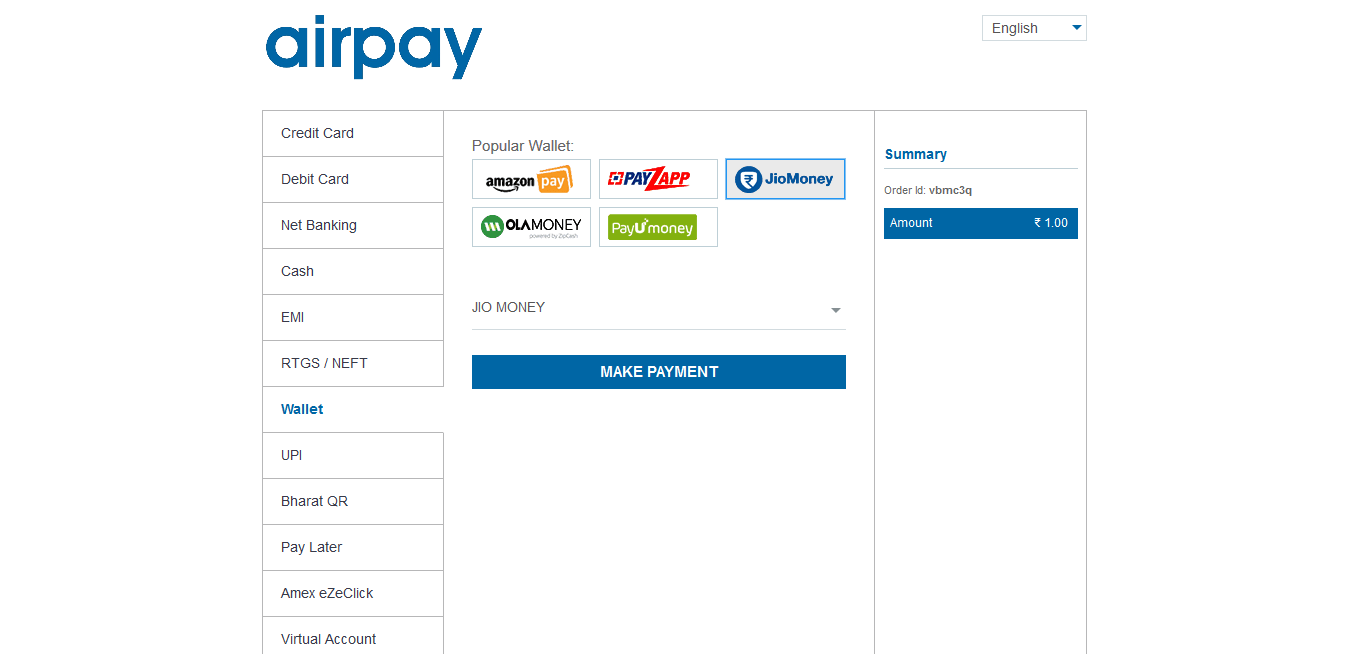 airpay
English
Credit Card
Debit Card
Net Banking
Cash
EMI
RTGS / NEFT
Wallet
UPI
Bharat QR
Pay Later
Amex eZeClick
Virtual Account
Popular Wallet:
amazon pay
PAYZAPP
JioMoney
OLAMONEY
powered by ZipCash
PayUmoney
JIO MONEY
MAKE PAYMENT
Summary
Order Id: vbmc3q
Amount ₹ 1.00